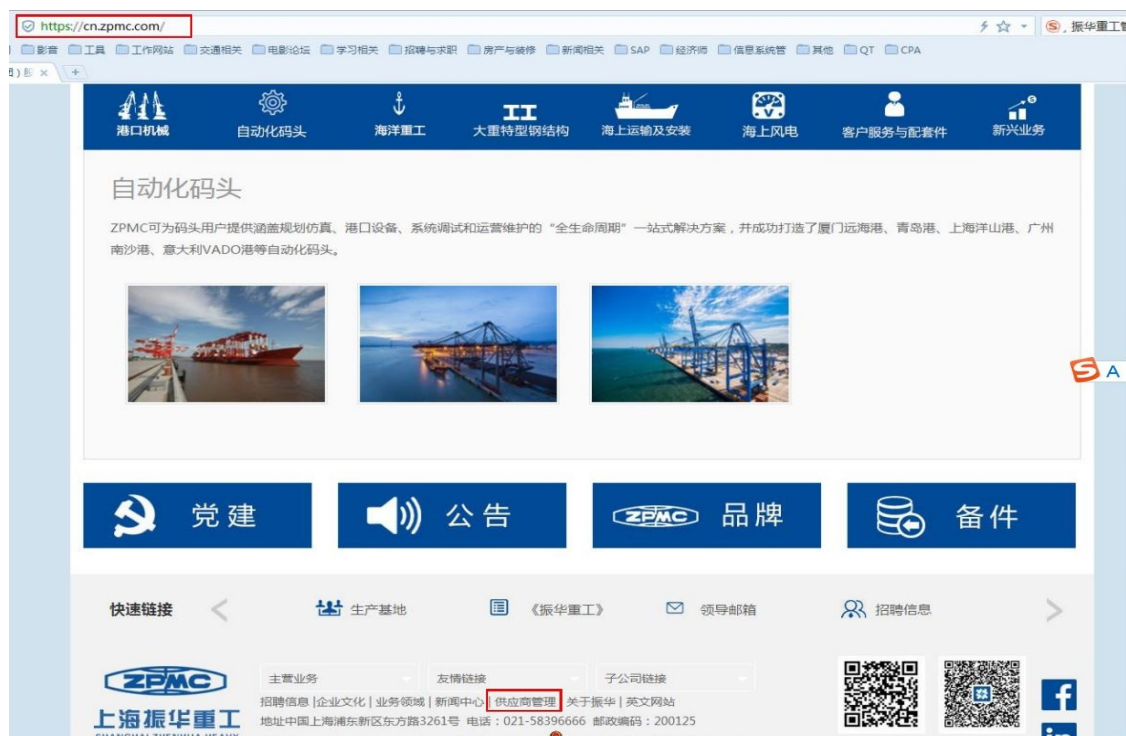 https://cn.zpmc.com/
振华重工
影音 工具 工作网站 交通相关 电影论坛 学习相关 招聘与求职 房产与装修 新闻相关 SAP 经济师 信息系统管 其他 QT CPA
港口机械 自动化码头 海洋重工 大重特型钢结构 海上运输及安装 海上风电 客户服务与配套件 新兴业务
自动化码头
ZPMC可为码头用户提供涵盖规划仿真、港口设备、系统调试和运营维护的“全生命周期”一站式解决方案，并成功打造了厦门远海港、青岛港、上海洋山港、广州
南沙港、意大利VADO港等自动化码头。
A
党建 公告 ZPMC 品牌 备件
快速链接 生产基地 《振华重工》 领导邮箱 招聘信息
ZPMC 主营业务 友情链接 子公司链接
招聘信息 |企业文化 | 业务领域 | 新闻中心 | 供应商管理 关于振华 | 英文网站
上海振华重工 地址中国上海浦东新区东方路3261号 电话：021-58396666 邮政编码：200125